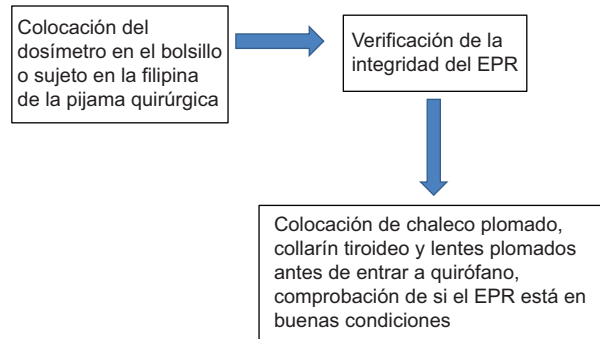 Colocación del
dosímetro en el bolsillo
o sujeto en la filipina
de la pijama quirúrgica
Verificación de la
integridad del EPR
Colocación de chaleco plomado,
collarín tiroideo y lentes plomados
antes de entrar a quirófano,
comprobación de si el EPR está en
buenas condiciones